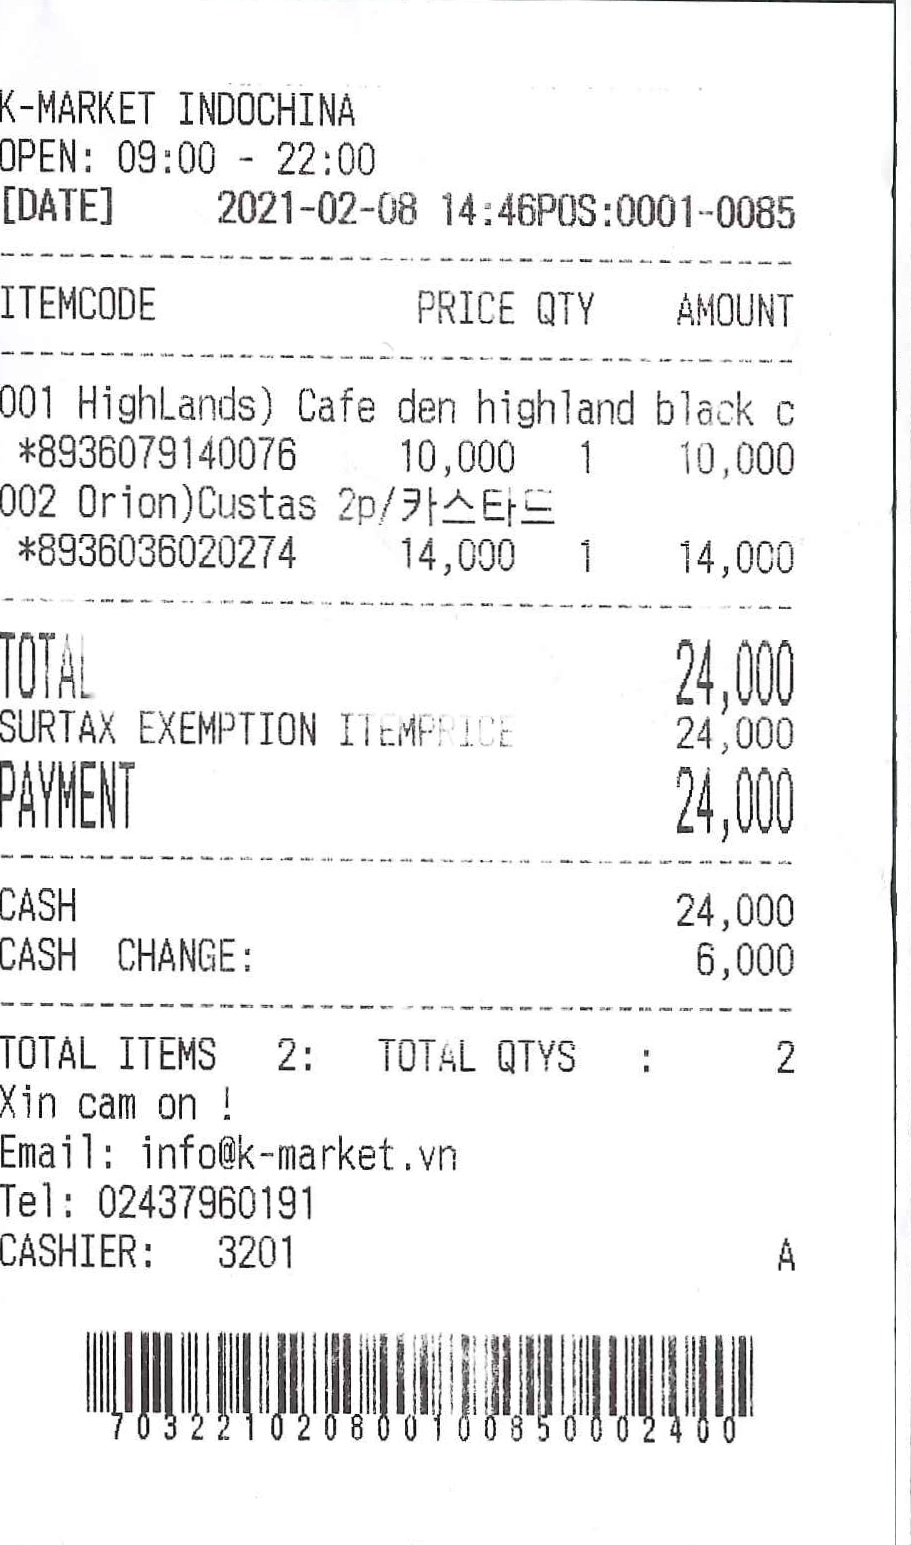 K-MARKET INDOCHINA
OPEN: 09:00 - 22:00
[DATE] 2021-02-08 14:46POS:0001-0085
ITEMCODE PRICE QTY AMOUNT
001 HighLands) Cafe den highland black c
*8936079140076 10,000 1 10,000
002 Orion)Custas 2p/카스타드
*8936036020274 14,000 1 14,000
TOTAL 24,000
SURTAX EXEMPTION ITEMPRICE 24,000
PAYMENT 24,000
CASH 24,000
CASH CHANGE: 6,000
TOTAL ITEMS 2: TOTAL QTYS : 2
Xin cam on !
Email: info@k-market.vn
Tel: 02437960191
CASHIER: 3201 A
703221020800100850002400